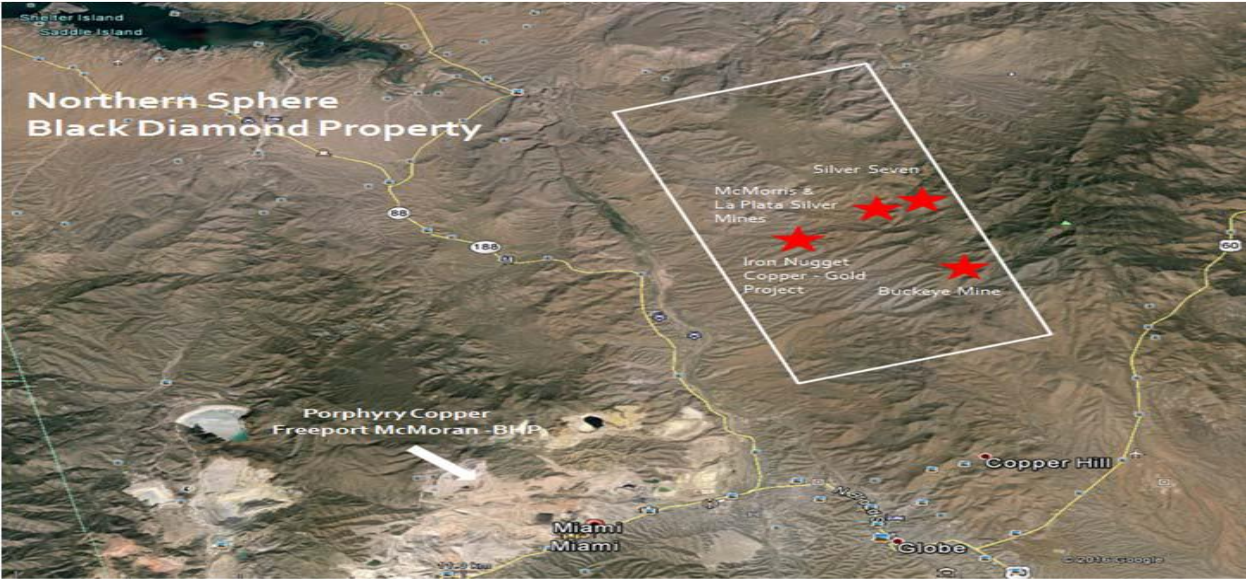 Shelter Island
Saddle Island
Northern Sphere
Black Diamond Property
Silver Seven
McMorris &
La Plata Silver
Mines
88
188
60
Iron Nugget
Copper - Gold
Project
Buckeye Mine
Porphyry Copper
Freeport McMoran -BHP
Copper Hill
Miami
Miami
Globe
© 2016 Google